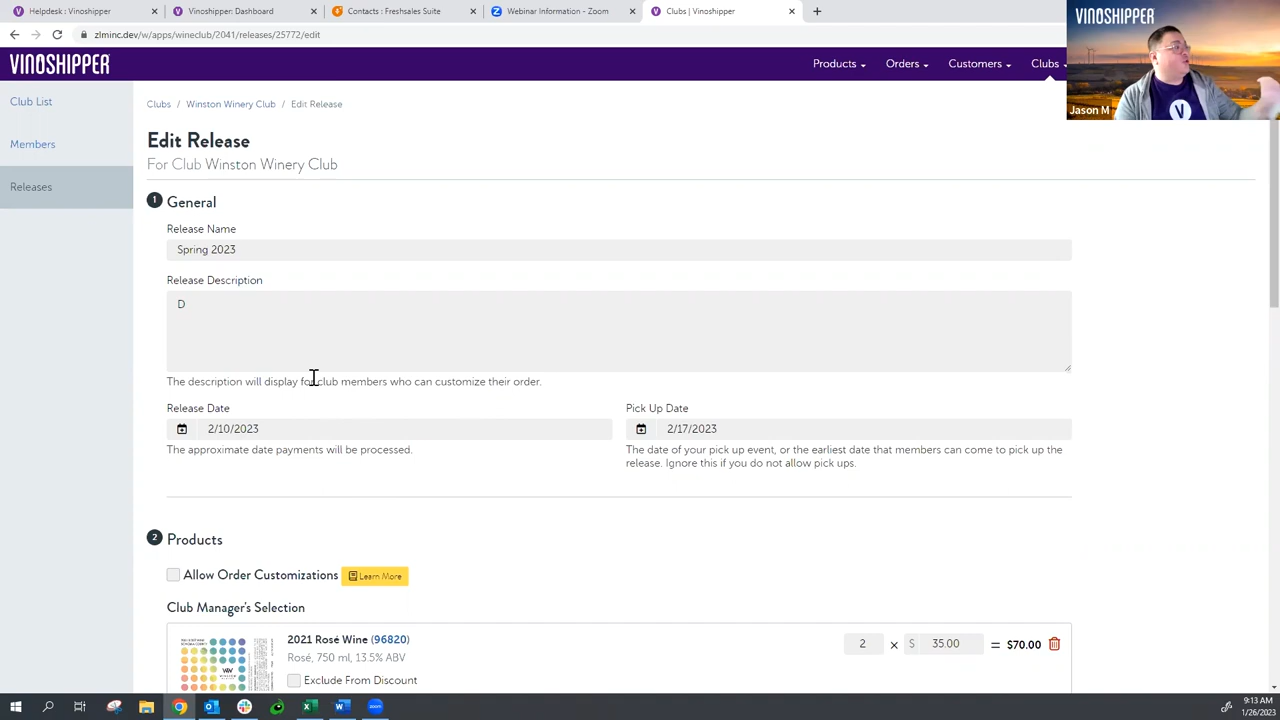 Helpdesk : Vinoshipper
Vinoshipper: Dashboard
Contacts : Freshsales Suite
Webinar Information - Zoom
Clubs | Vinoshipper
zlminc.dev/w/apps/wineclub/2041/releases/25772/edit
VINOSHIPPER
Jason M
VINOSHIPPER
Products
Orders
Customers
Clubs
Club List
Members
Releases
Clubs / Winston Winery Club / Edit Release
Edit Release
For Club Winston Winery Club
1 General
Release Name
Spring 2023
Release Description
D
The description will display for club members who can customize their order.
Release Date
2/10/2023
The approximate date payments will be processed.
Pick Up Date
2/17/2023
The date of your pick up event, or the earliest date that members can come to pick up the
release. Ignore this if you do not allow pick ups.
2 Products
Allow Order Customizations Learn More
Club Manager's Selection
2021 Rosé Wine (96820)
Rosé, 750 ml, 13.5% ABV
Exclude From Discount
2 × $ 35.00 = $70.00
9:13 AM
1/26/2023